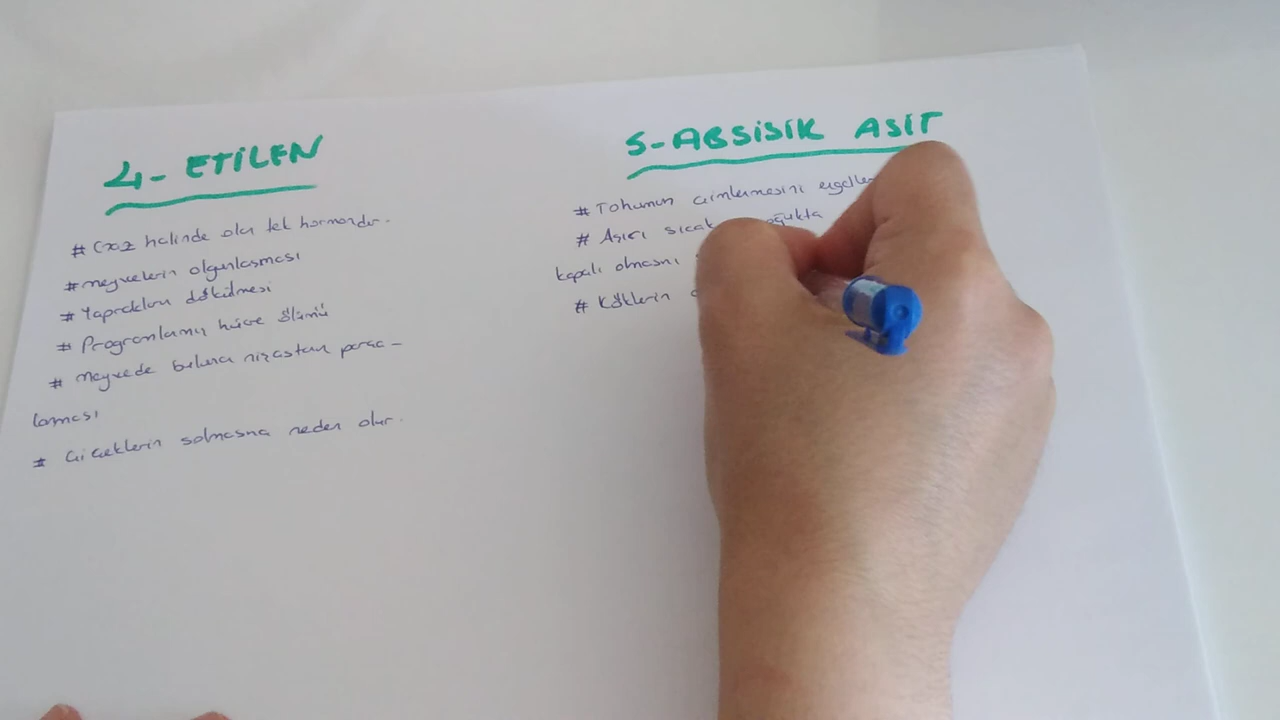 4- ETİLEN
# Gaz halinde olan tek hormondur.
# meyvelerin olgunlaşması
# Yaprakların dökülmesi
# Programlanmış hücre ölümü
# meyvede bulunan nişastanın parça-
lanması
# Çiçeklerin solmasına neden olur.
5- ABSİSİK ASİT
# Tohumun çimlenmesini engeller
# Aşırı sıcak
kapalı olmasını
# Köklerin